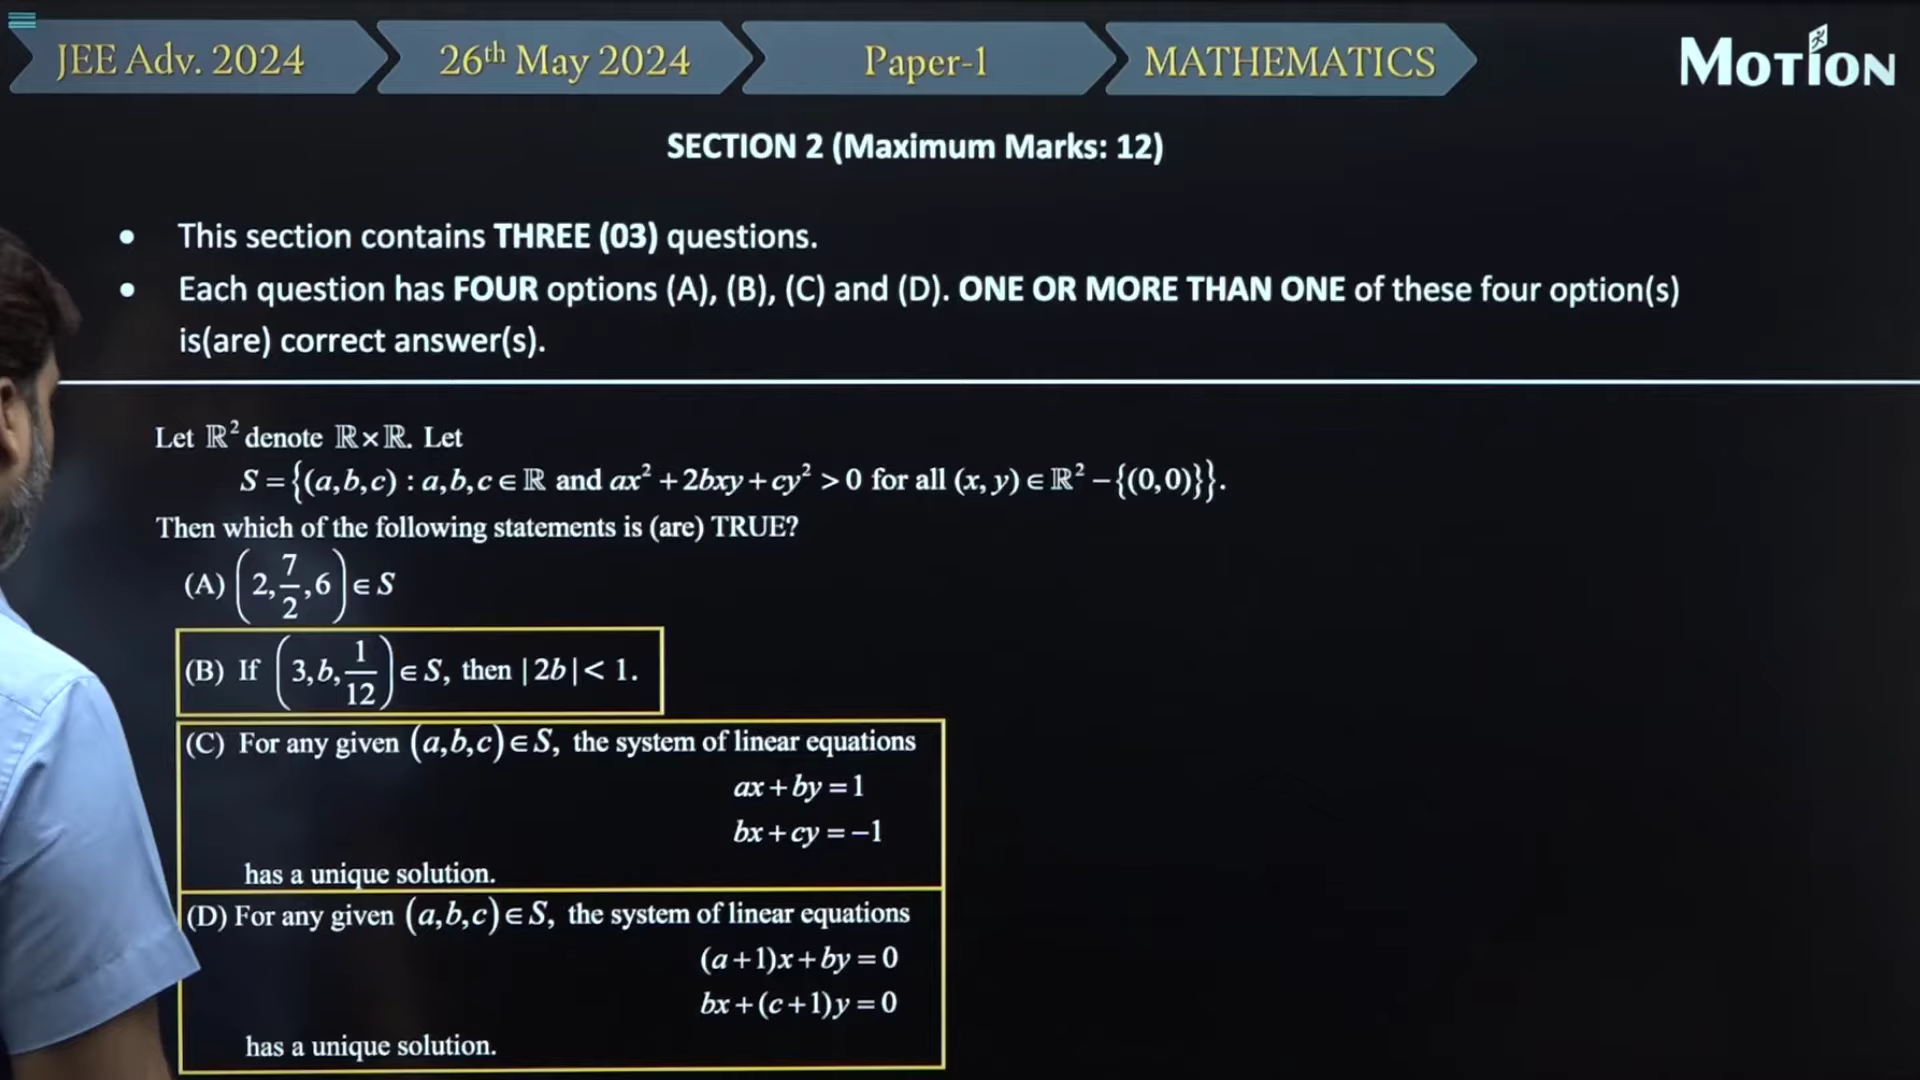 JEE Adv. 2024 26th May 2024 Paper-1 MATHEMATICS MOTION
SECTION 2 (Maximum Marks: 12)
• This section contains THREE (03) questions.
• Each question has FOUR options (A), (B), (C) and (D). ONE OR MORE THAN ONE of these four option(s)
is(are) correct answer(s).
Let ℝ² denote ℝ×ℝ. Let
S = {(a,b,c) : a,b,c ∈ ℝ and ax² + 2bxy + cy² > 0 for all (x, y) ∈ ℝ² − {(0,0)}}.
Then which of the following statements is (are) TRUE?
(A) (2, 7/2, 6) ∈ S
(B) If (3, b, 1/12) ∈ S, then |2b| < 1.
(C) For any given (a,b,c) ∈ S, the system of linear equations
ax + by = 1
bx + cy = −1
has a unique solution.
(D) For any given (a,b,c) ∈ S, the system of linear equations
(a+1)x + by = 0
bx + (c+1)y = 0
has a unique solution.